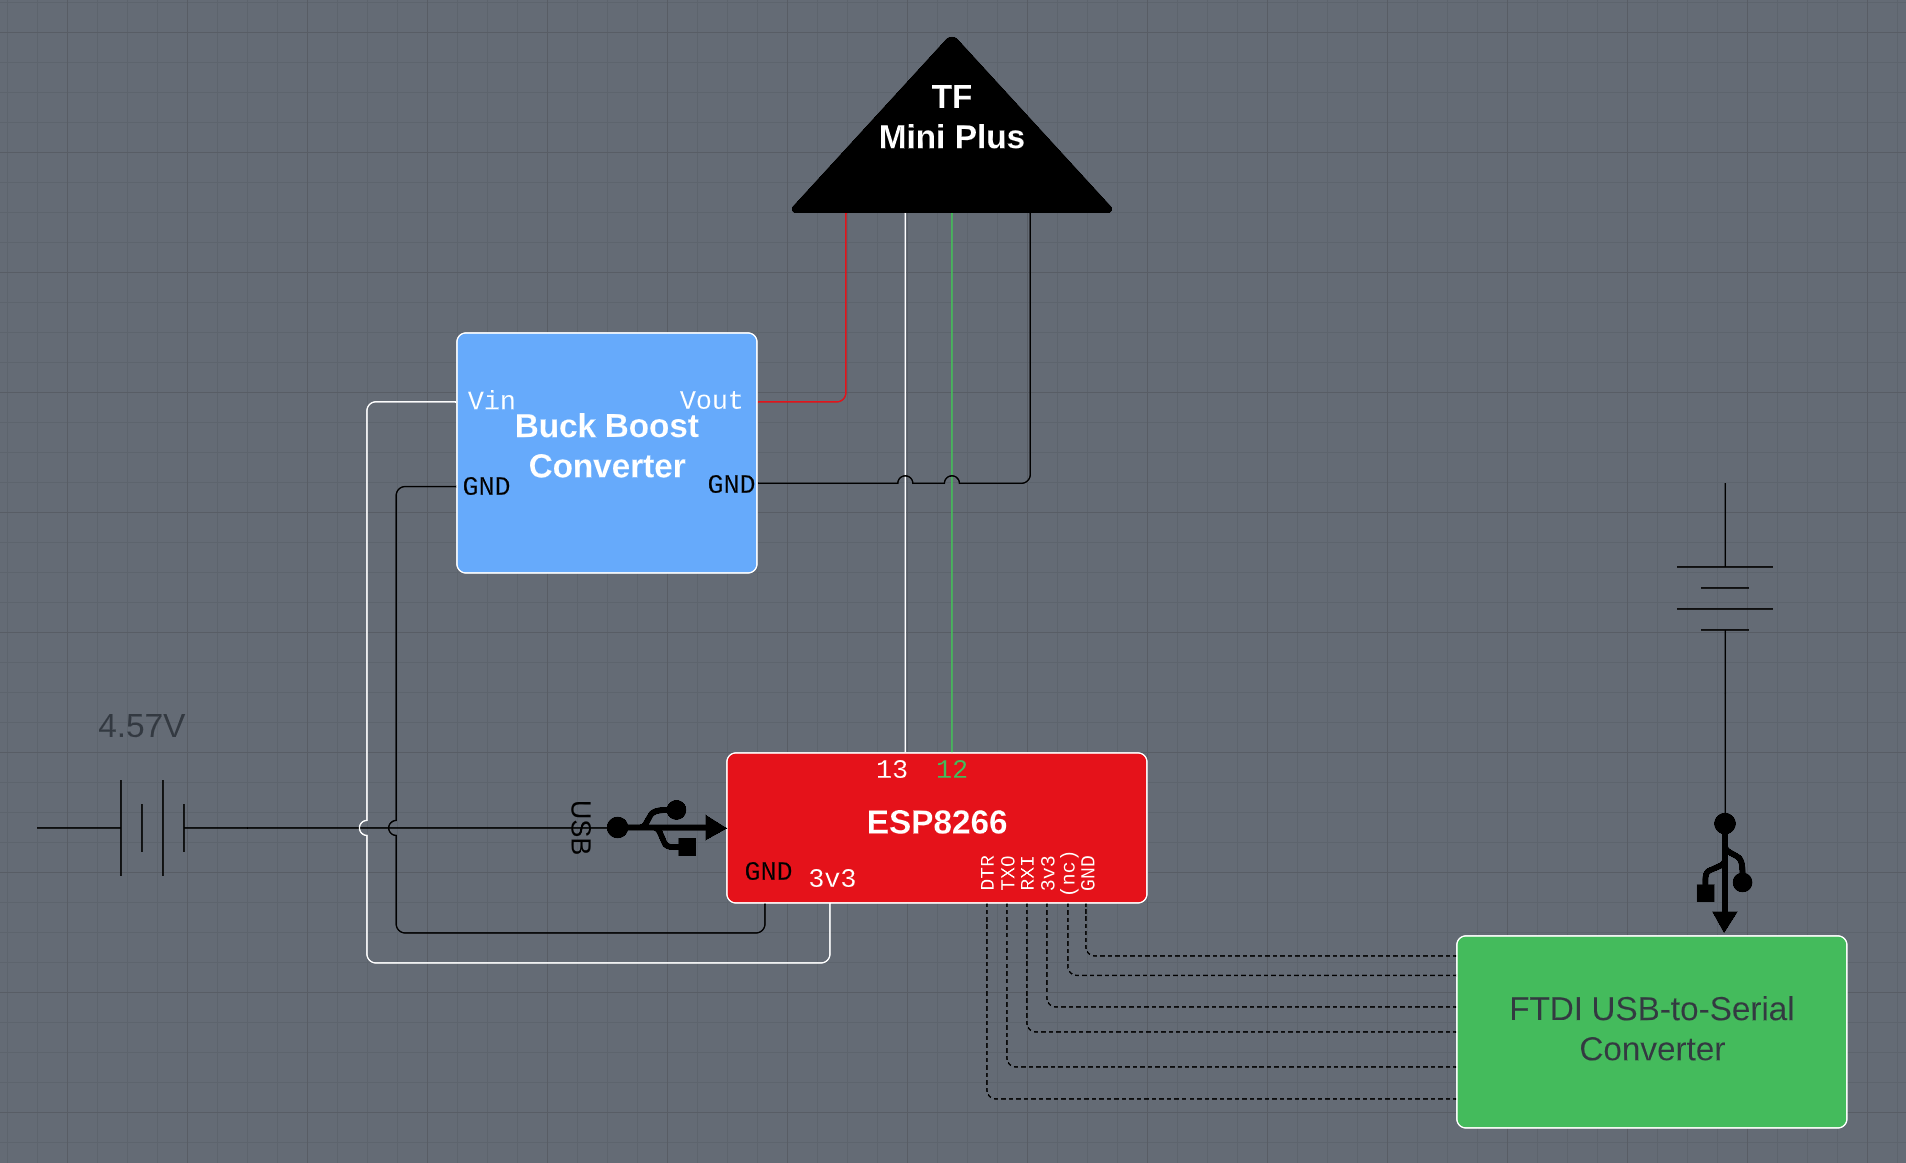 TF
Mini Plus
Vin
Vout
Buck Boost
Converter
GND
GND
4.57V
USB
13
12
ESP8266
GND
3v3
DTR
TXO
RXI
3v3
(nc)
GND
FTDI USB-to-Serial
Converter